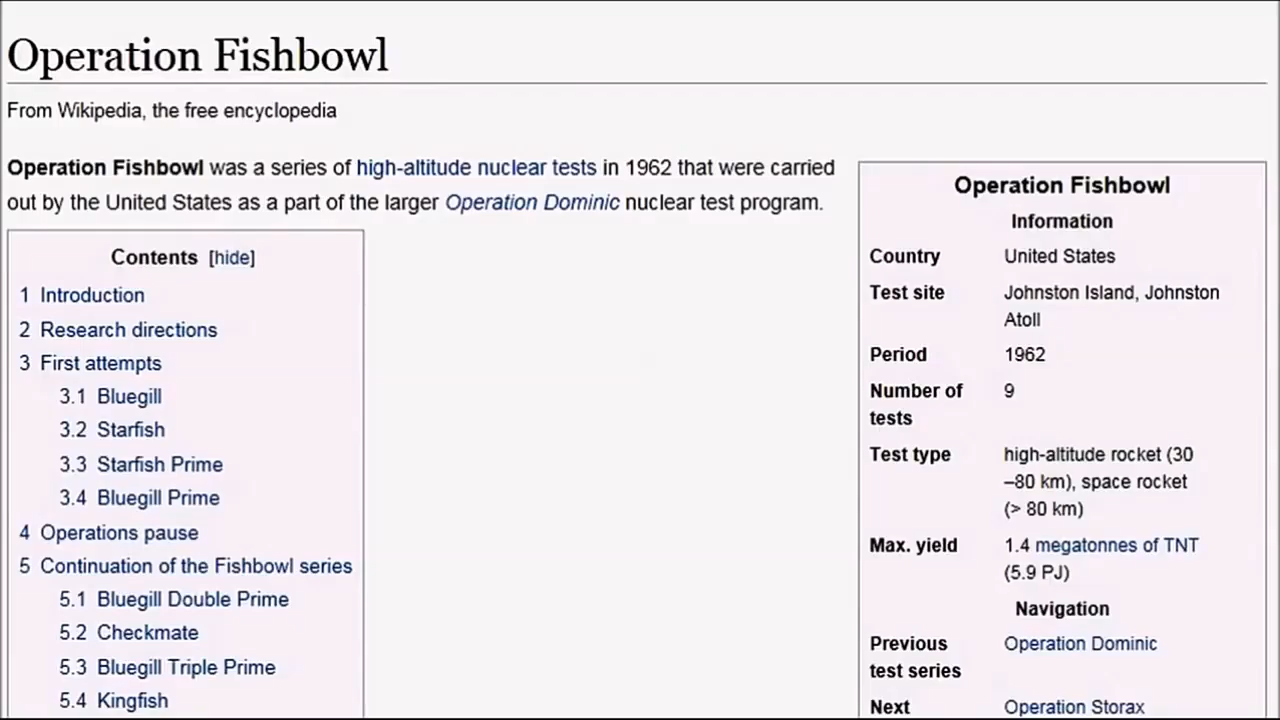 Operation Fishbowl
From Wikipedia, the free encyclopedia
Operation Fishbowl was a series of high-altitude nuclear tests in 1962 that were carried
out by the United States as a part of the larger Operation Dominic nuclear test program.
Contents [hide]
1 Introduction
2 Research directions
3 First attempts
3.1 Bluegill
3.2 Starfish
3.3 Starfish Prime
3.4 Bluegill Prime
4 Operations pause
5 Continuation of the Fishbowl series
5.1 Bluegill Double Prime
5.2 Checkmate
5.3 Bluegill Triple Prime
5.4 Kingfish
Operation Fishbowl
Information
Country United States
Test site Johnston Island, Johnston
Atoll
Period 1962
Number of 9
tests
Test type high-altitude rocket (30
–80 km), space rocket
(> 80 km)
Max. yield 1.4 megatonnes of TNT
(5.9 PJ)
Navigation
Previous Operation Dominic
test series
Next Operation Storax